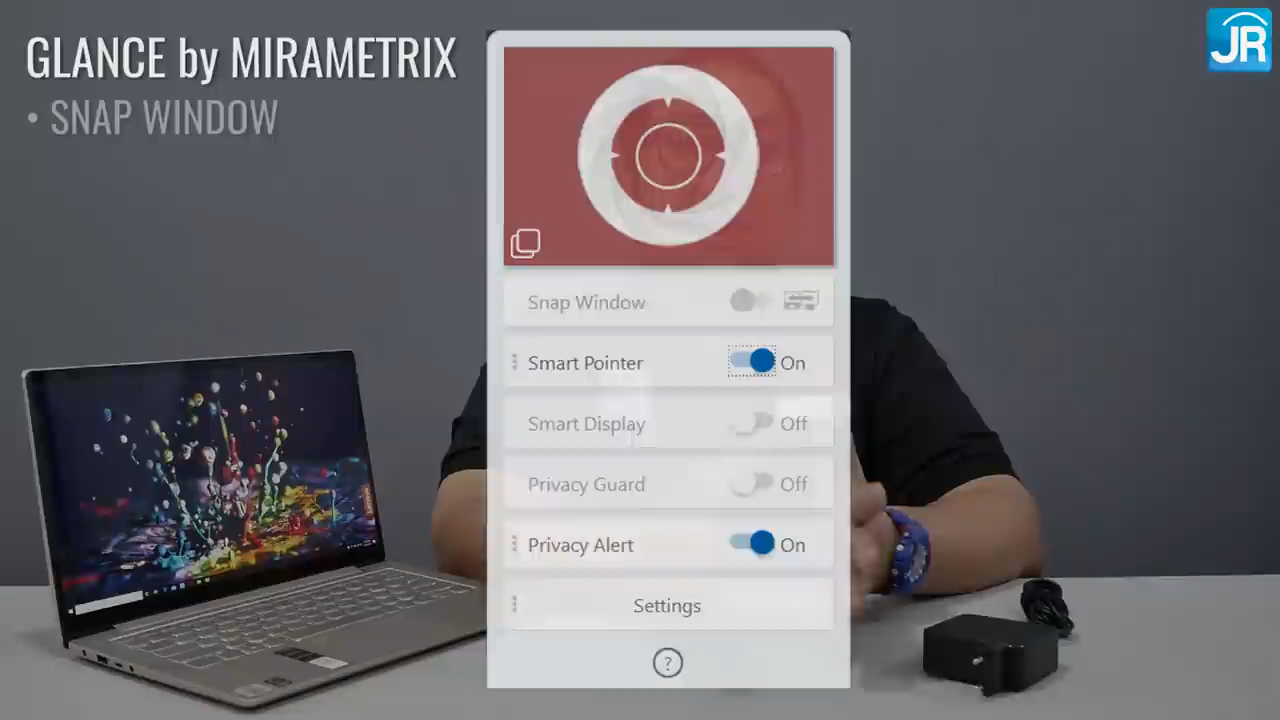 GLANCE by MIRAMETRIX
• SNAP WINDOW
JR
Snap Window
Smart Pointer On
Smart Display Off
Privacy Guard Off
Privacy Alert On
Settings
?